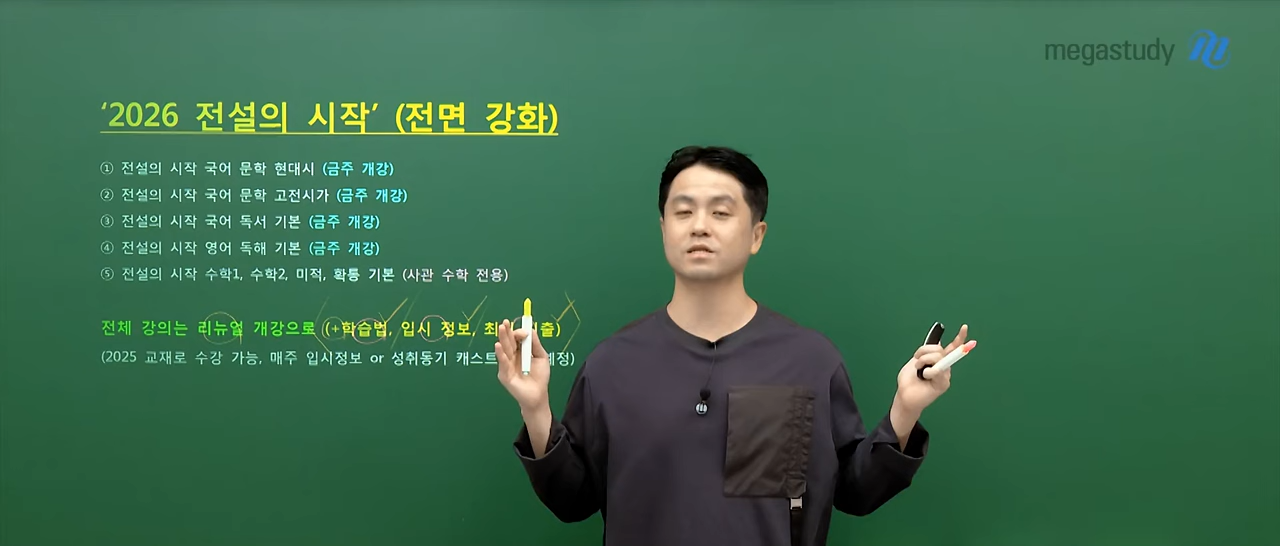 megastudy
‘2026 전설의 시작’ (전면 강화)
① 전설의 시작 국어 문학 현대시 (금주 개강)
② 전설의 시작 국어 문학 고전시가 (금주 개강)
③ 전설의 시작 국어 독서 기본 (금주 개강)
④ 전설의 시작 영어 독해 기본 (금주 개강)
⑤ 전설의 시작 수학1, 수학2, 미적, 확통 기본 (사관 수학 전용)
전체 강의는 리뉴얼 개강으로 (+학습법, 입시 정보,
(2025 교재로 수강 가능, 매주 입시정보 or 성취동기 캐스트